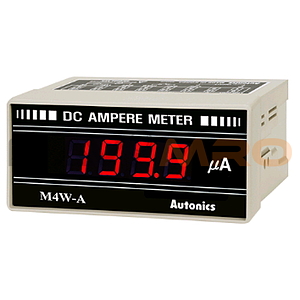 DC AMPERE METER
199.9 μA
M4W-A Autonics